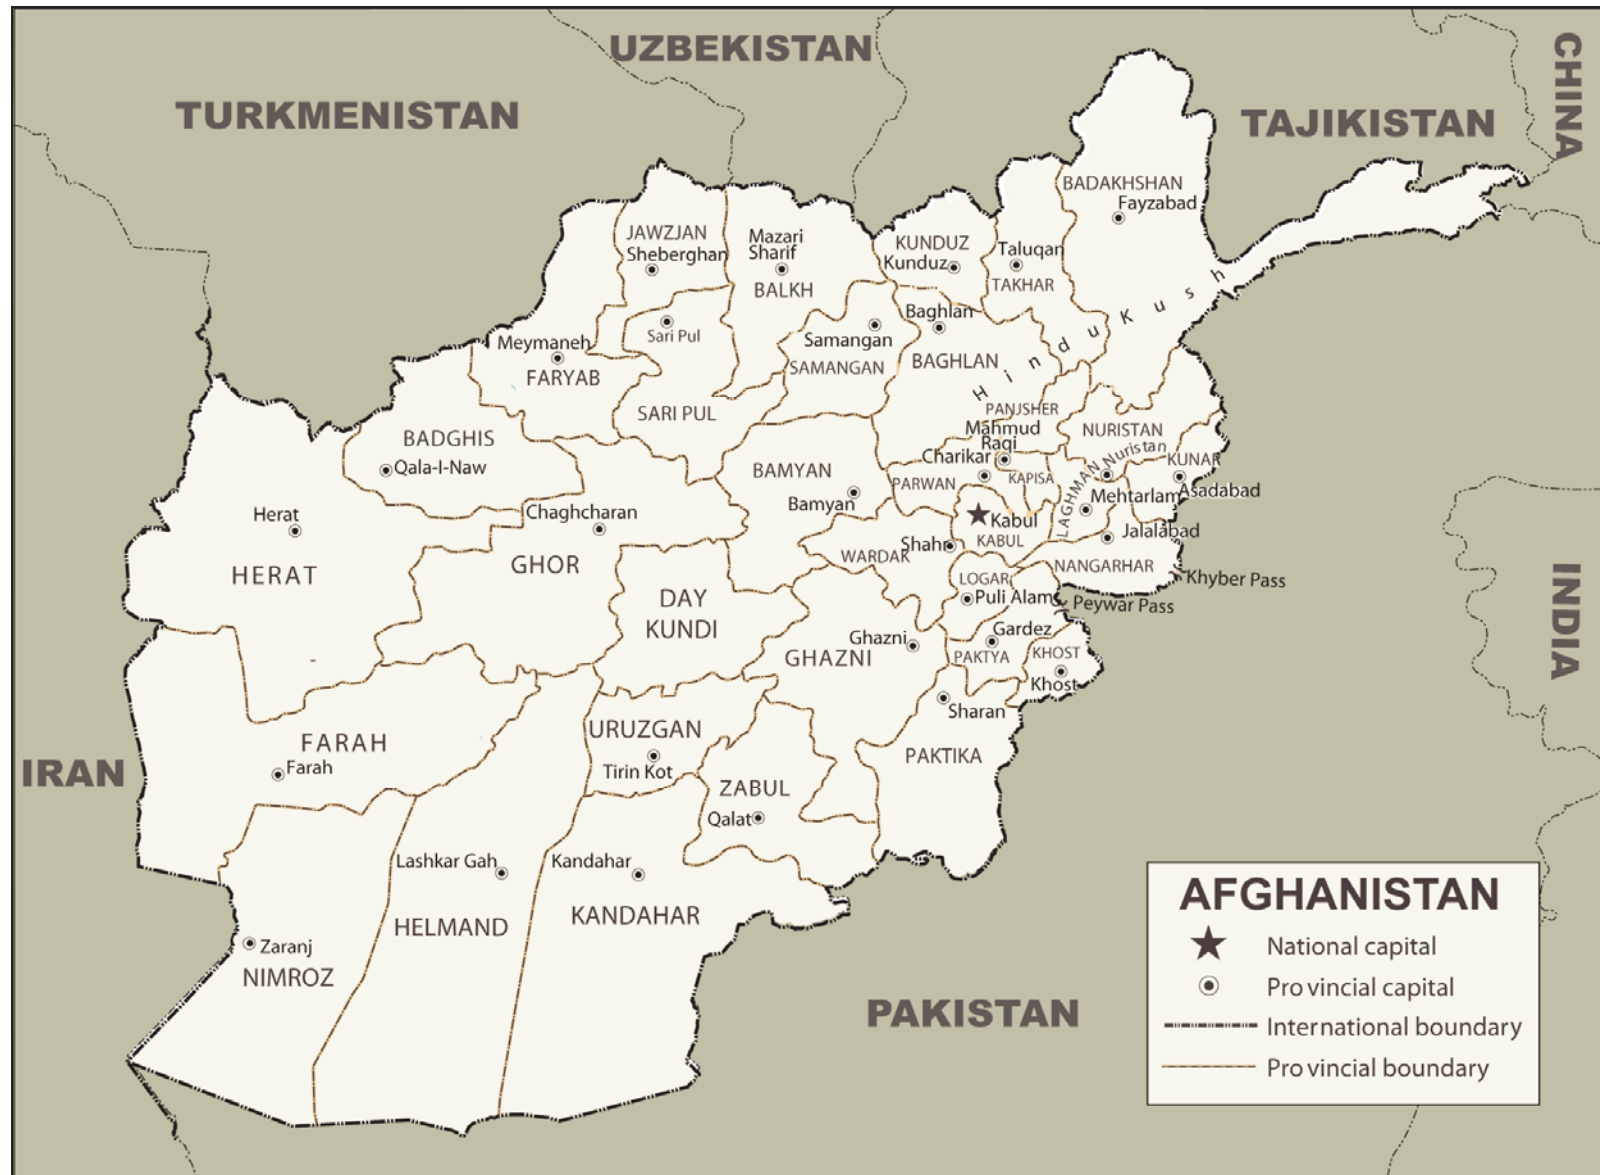 UZBEKISTAN
TURKMENISTAN
TAJIKISTAN
CHINA
BADAKHSHAN
Fayzabad
JAWZJAN
Sheberghan
Mazari
Sharif
BALKH
KUNDUZ
Kunduz
Taluqan
TAKHAR
Hindu Kush
Baghlan
BAGHLAN
Sari Pul
Samangan
SAMANGAN
Meymaneh
FARYAB
SARI PUL
PANJSHER
Mahmud
Raqi
Charikar
NURISTAN
Nuristan
KUNAR
BADGHIS
Qala-I-Naw
BAMYAN
Bamyan
PARWAN
KAPISA
LAGHMAN
Mehtarlam
Asadabad
Herat
HERAT
Chaghcharan
GHOR
Kabul
KABUL
Jalalabad
Shahr
WARDAK
NANGARHAR
Khyber Pass
LOGAR
Puli Alam
Peywar Pass
INDIA
DAY
KUNDI
Ghazni
GHAZNI
Gardez
PAKTYA
KHOST
Khost
Sharan
PAKTIKA
URUZGAN
Tirin Kot
FARAH
Farah
IRAN
ZABUL
Qalat
Lashkar Gah
HELMAND
Kandahar
KANDAHAR
Zaranj
NIMROZ
PAKISTAN
AFGHANISTAN
National capital
Provincial capital
International boundary
Provincial boundary